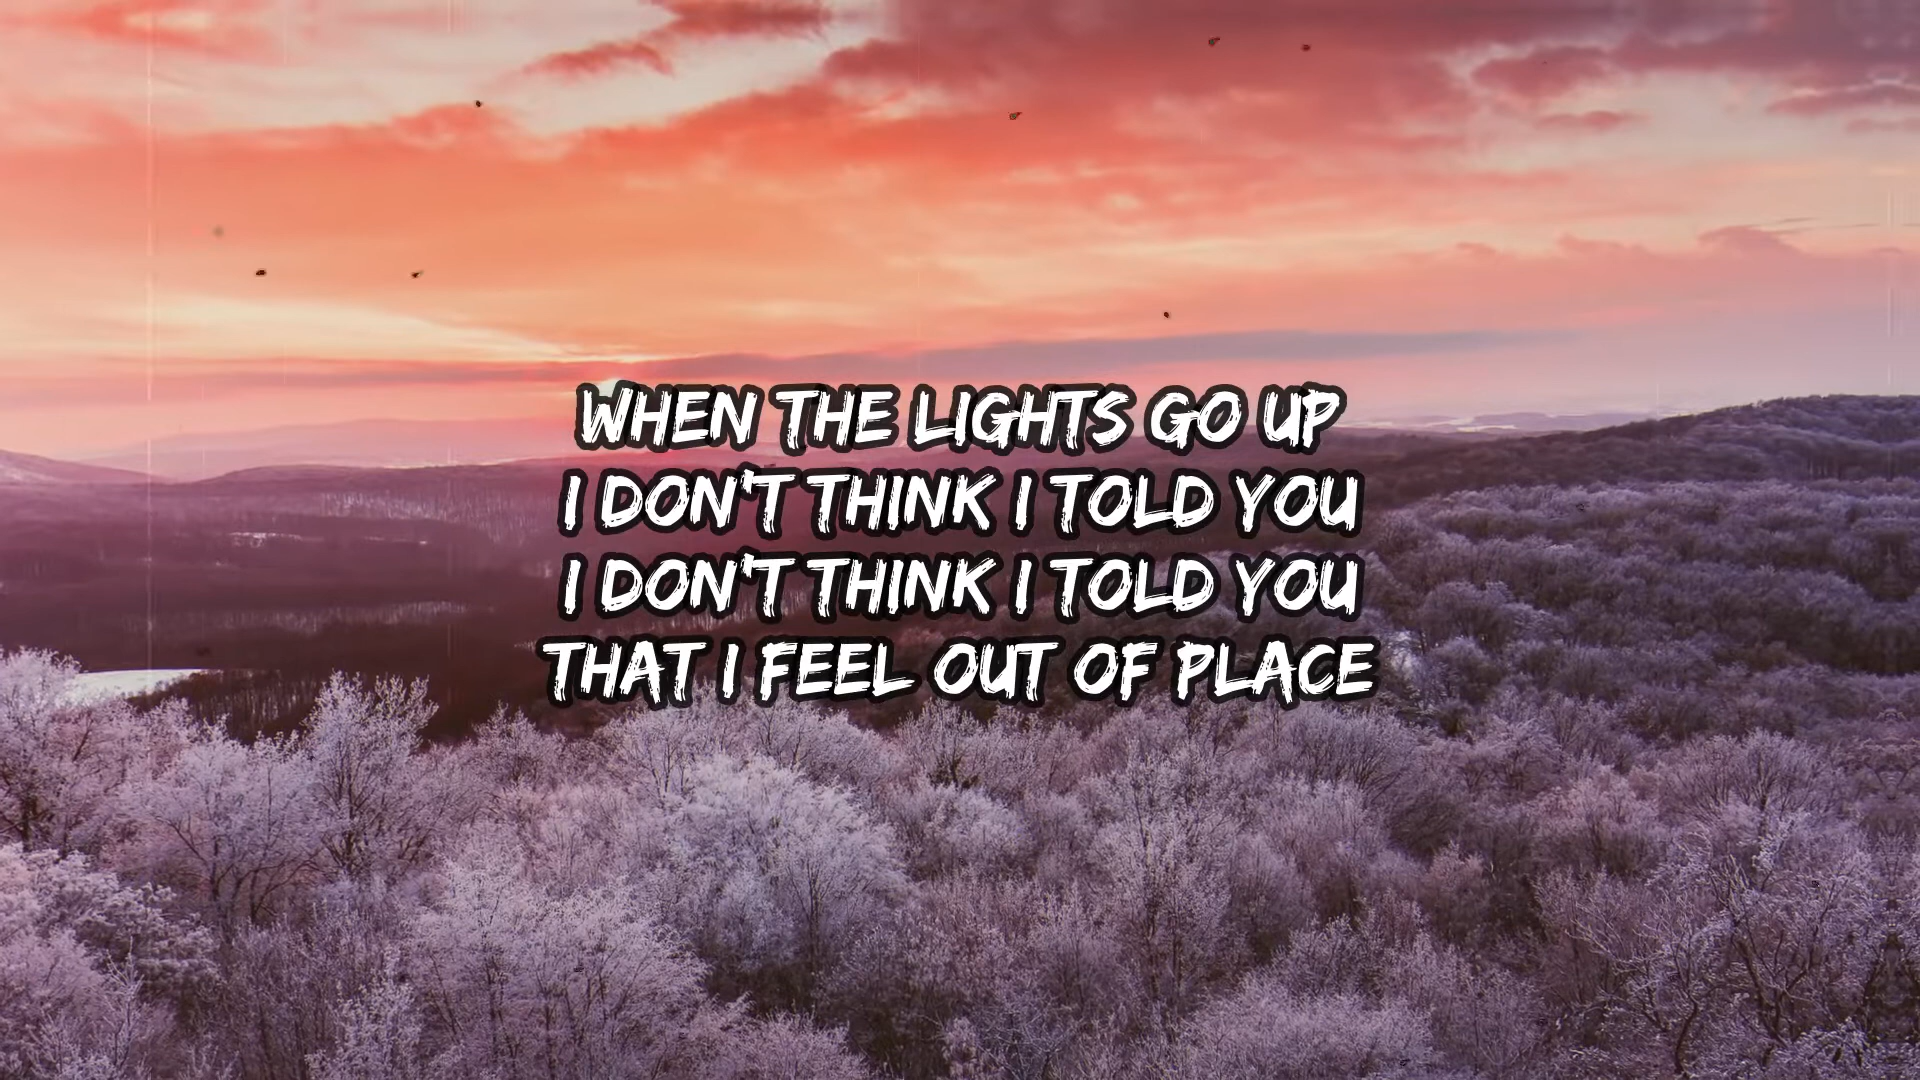 WHEN THE LIGHTS GO UP
I DON'T THINK I TOLD YOU
I DON'T THINK I TOLD YOU
THAT I FEEL OUT OF PLACE